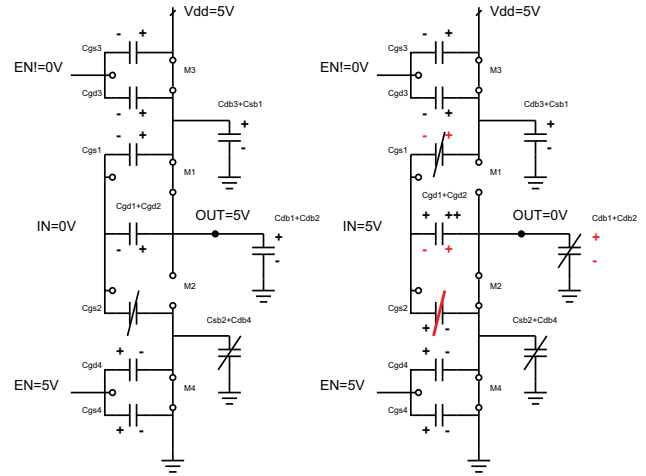 Vdd=5V
Cgs3
- +
EN!=0V
M3
Cgd3
- +
Cdb3+Csb1
- +
+
-
Cgs1
M1
Cgd1+Cgd2
IN=0V
OUT=5V
Cdb1+Cdb2
- +
+
-
M2
Cgs2
Csb2+Cdb4
+ -
Cgd4
EN=5V
M4
Cgs4
+ -
Vdd=5V
Cgs3
- +
EN!=0V
M3
Cgd3
- +
Cdb3+Csb1
- +
+
-
Cgs1
M1
Cgd1+Cgd2
+ ++
IN=5V
OUT=0V
Cdb1+Cdb2
- +
+
-
M2
Cgs2
+ -
Csb2+Cdb4
+ -
Cgd4
EN=5V
M4
Cgs4
+ -